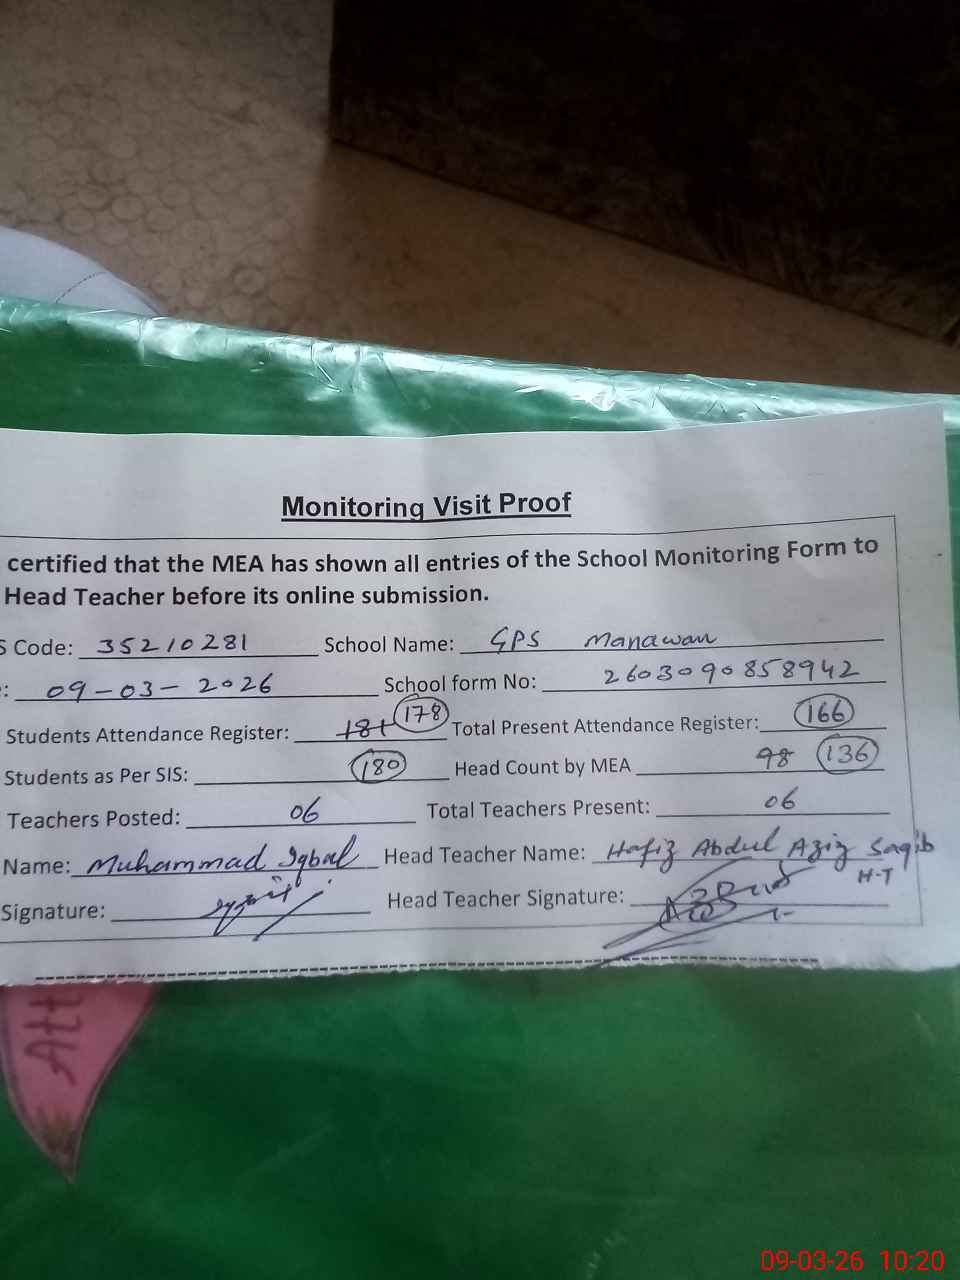 Monitoring Visit Proof
certified that the MEA has shown all entries of the School Monitoring Form to
Head Teacher before its online submission.
S Code: 35210281 School Name: GPS Manawan
: 09-03-2026 School form No: 2603090858942
Students Attendance Register: 181 178 Total Present Attendance Register: 166
Students as Per SIS: 180 Head Count by MEA 98 136
Teachers Posted: 06 Total Teachers Present: 06
Name: Muhammad Iqbal Head Teacher Name: Hafiz Abdul Aziz Saqib
H-T
Signature: Head Teacher Signature:
Att
09-03-26 10:20